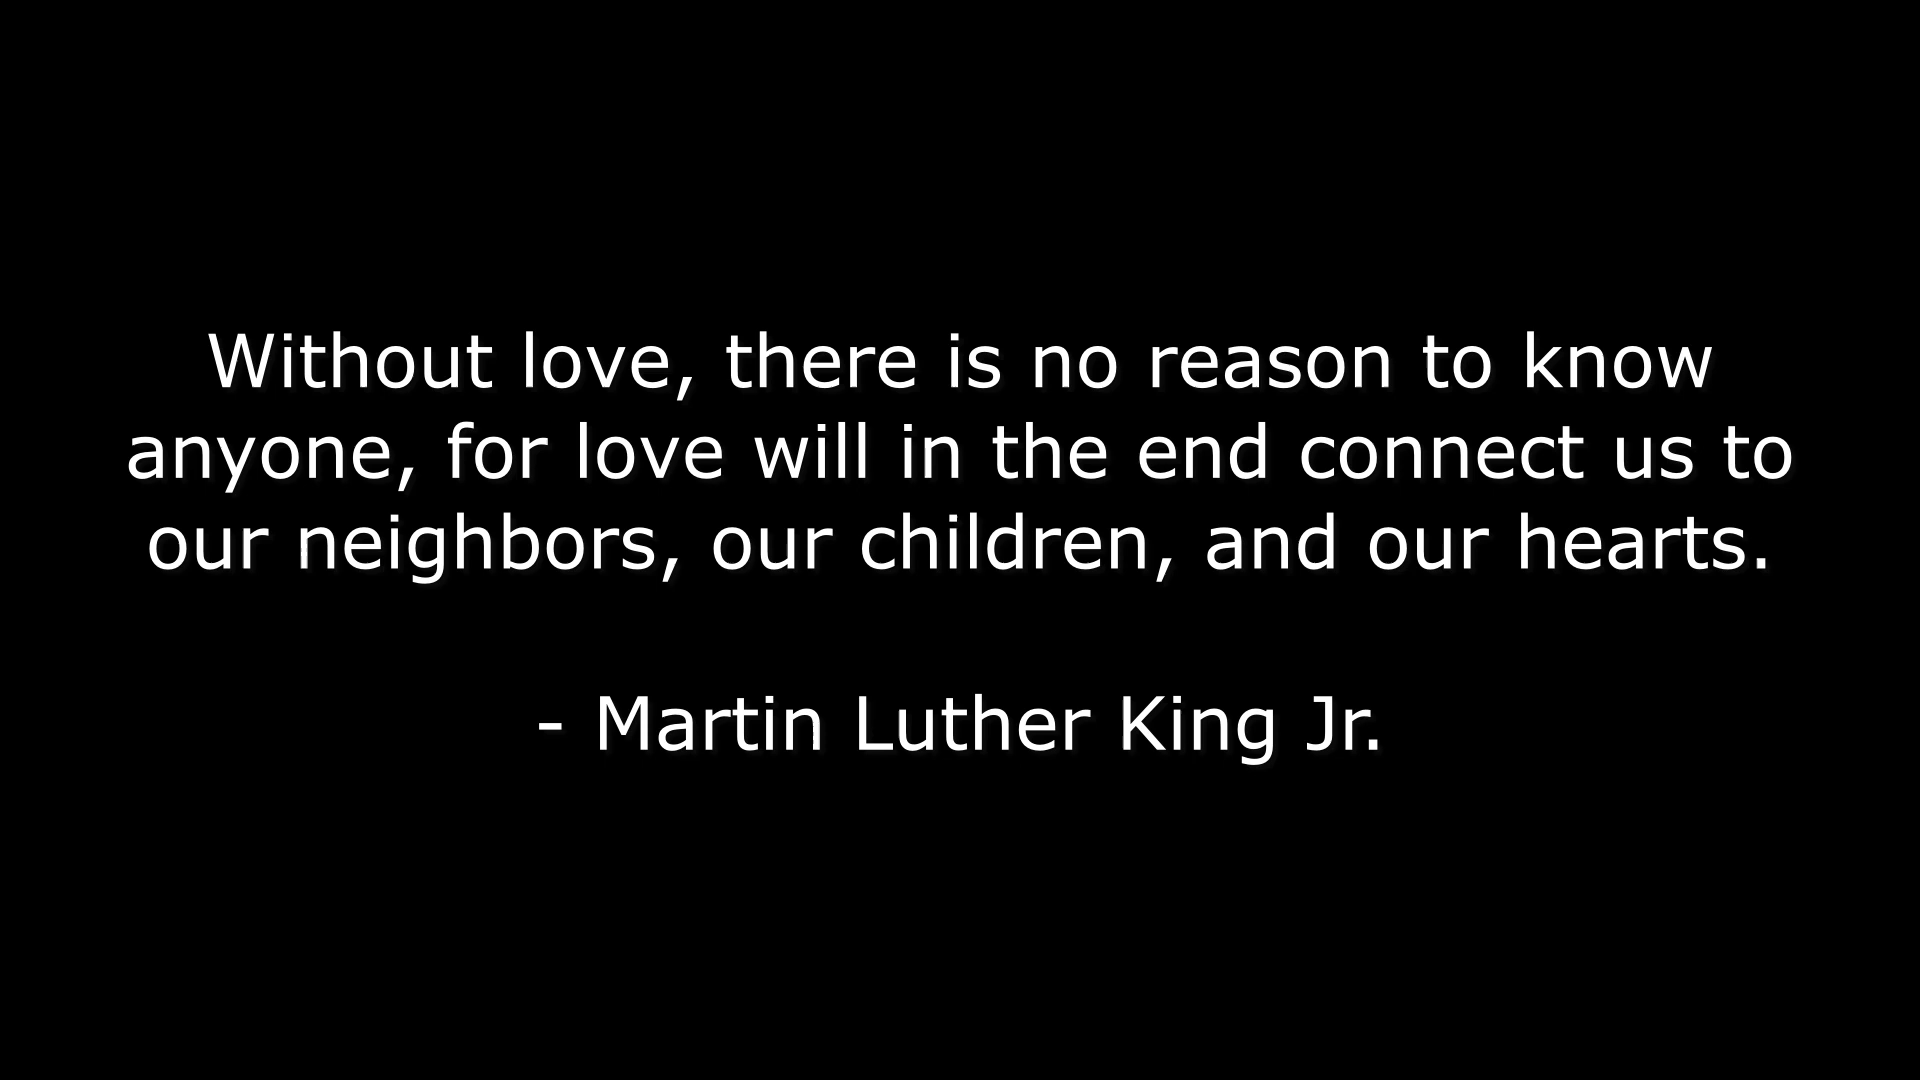 Without love, there is no reason to know
anyone, for love will in the end connect us to
our neighbors, our children, and our hearts.
- Martin Luther King Jr.